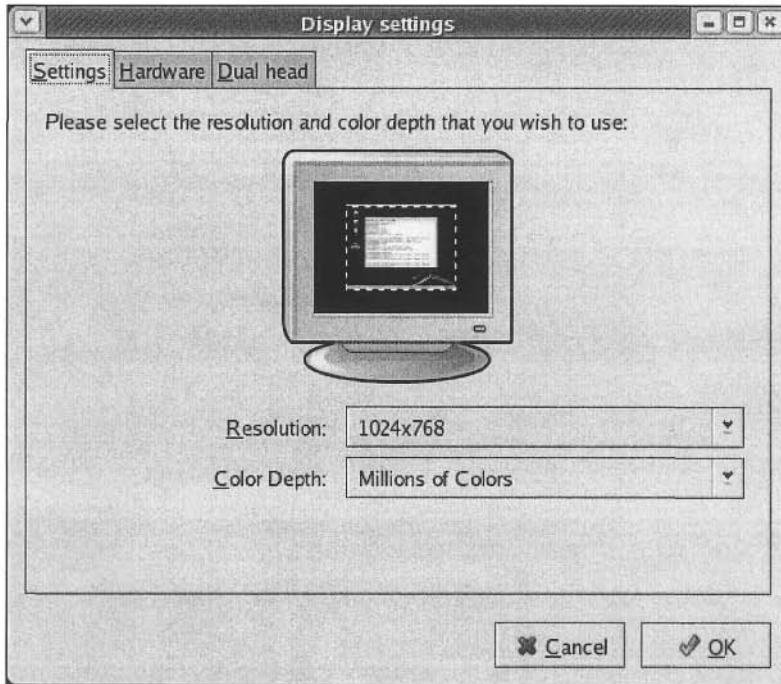 Display settings
Settings Hardware Dual head
Please select the resolution and color depth that you wish to use:
Resolution: 1024x768
Color Depth: Millions of Colors
Cancel OK